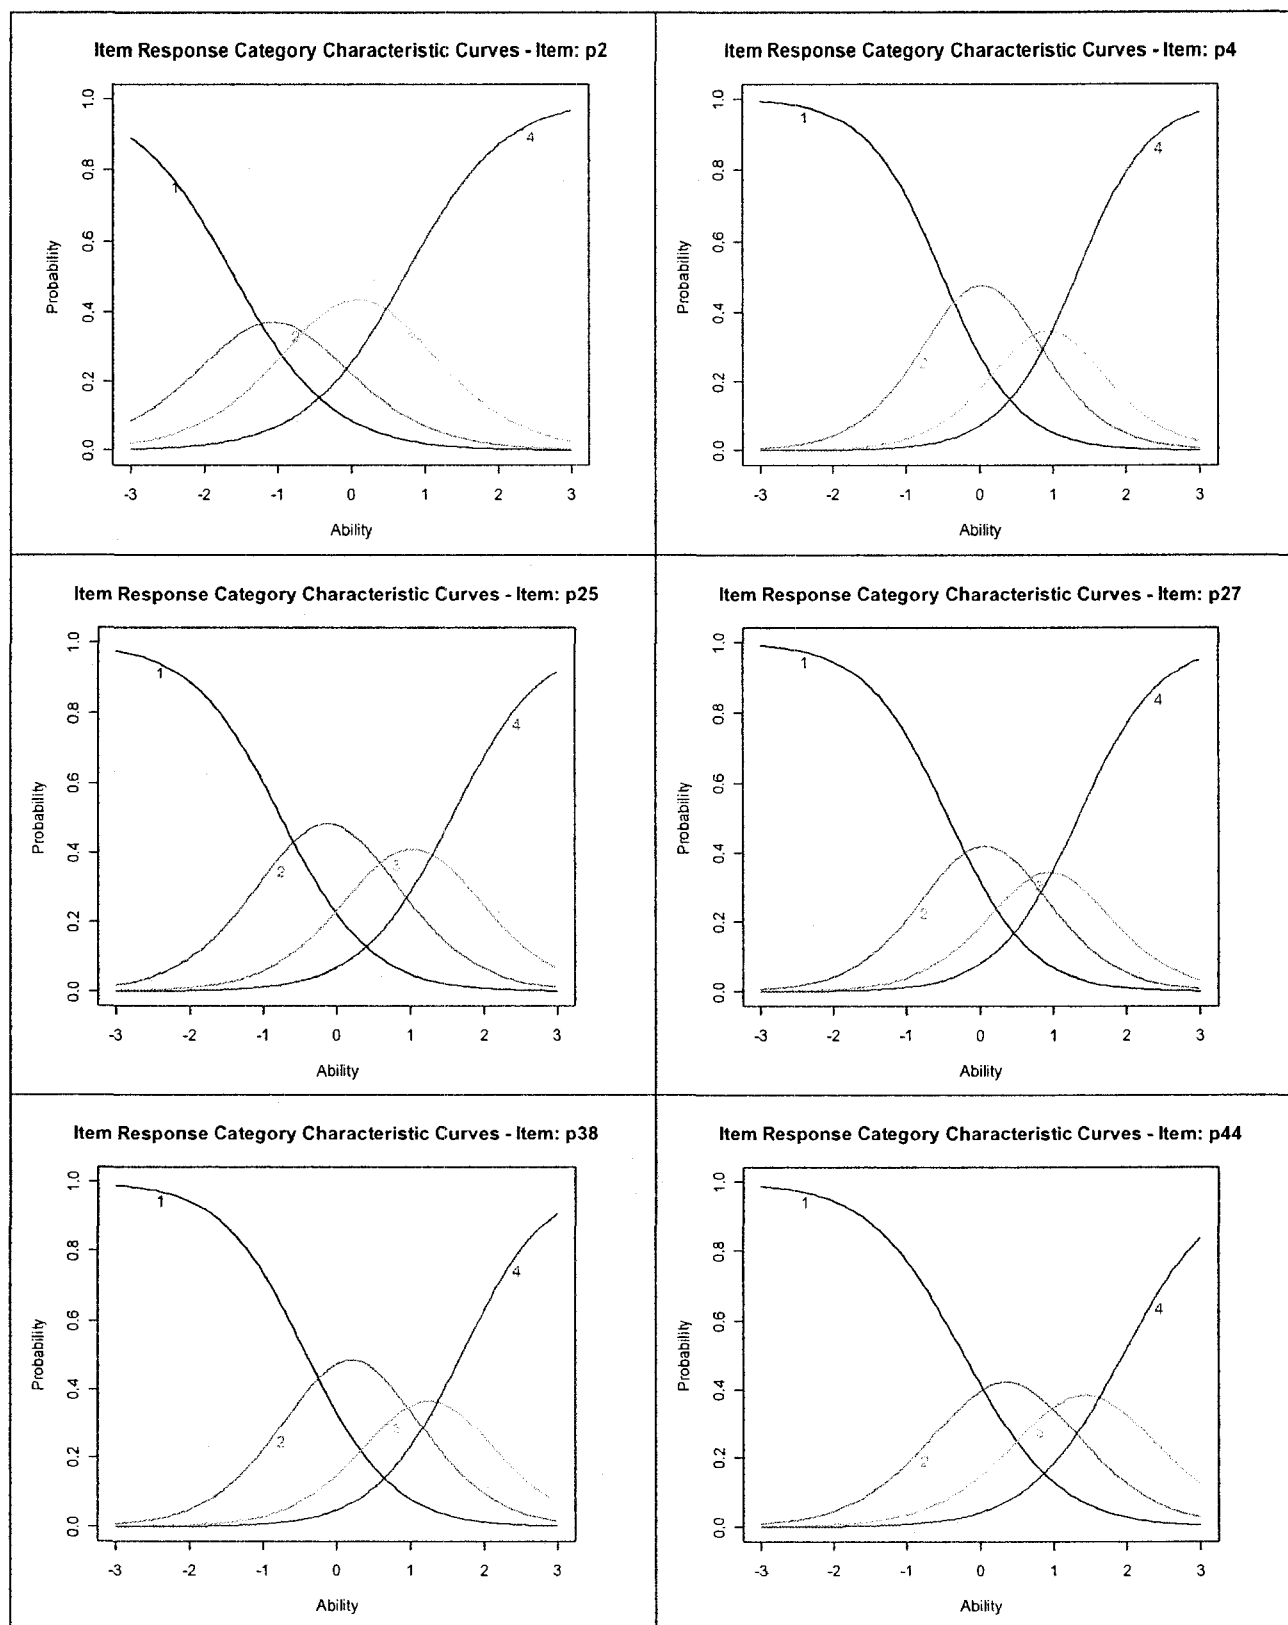 Item Response Category Characteristic Curves - Item: p2
Probability
1.0
0.8
0.6
0.4
0.2
0.0
1
2
3
4
-3 -2 -1 0 1 2 3
Ability
Item Response Category Characteristic Curves - Item: p4
Probability
1.0
0.8
0.6
0.4
0.2
0.0
1
2
4
-3 -2 -1 0 1 2 3
Ability
Item Response Category Characteristic Curves - Item: p25
Probability
1.0
0.8
0.6
0.4
0.2
0.0
1
2
3
4
-3 -2 -1 0 1 2 3
Ability
Item Response Category Characteristic Curves - Item: p27
Probability
1.0
0.8
0.6
0.4
0.2
0.0
1
2
3
4
-3 -2 -1 0 1 2 3
Ability
Item Response Category Characteristic Curves - Item: p38
Probability
1.0
0.8
0.6
0.4
0.2
0.0
1
2
3
4
-3 -2 -1 0 1 2 3
Ability
Item Response Category Characteristic Curves - Item: p44
Probability
1.0
0.8
0.6
0.4
0.2
0.0
1
2
3
4
-3 -2 -1 0 1 2 3
Ability